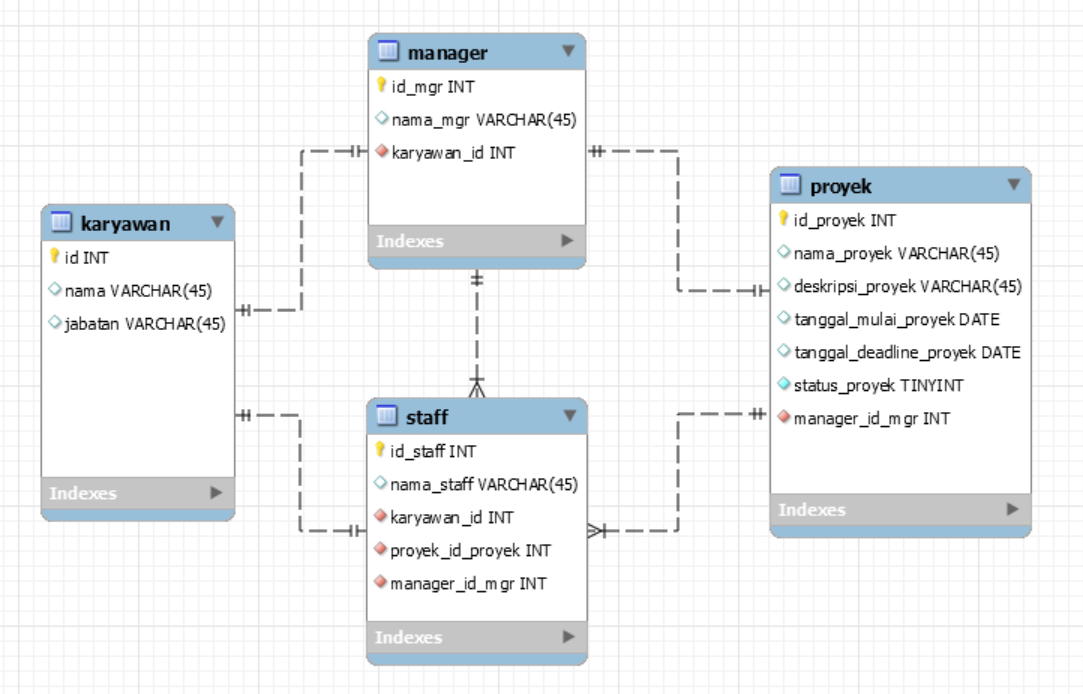 manager
id_mgr INT
nama_mgr VARCHAR(45)
karyawan_id INT
Indexes
karyawan
id INT
nama VARCHAR(45)
jabatan VARCHAR(45)
Indexes
proyek
id_proyek INT
nama_proyek VARCHAR(45)
deskripsi_proyek VARCHAR(45)
tanggal_mulai_proyek DATE
tanggal_deadline_proyek DATE
status_proyek TINYINT
manager_id_mgr INT
Indexes
staff
id_staff INT
nama_staff VARCHAR(45)
karyawan_id INT
proyek_id_proyek INT
manager_id_mgr INT
Indexes